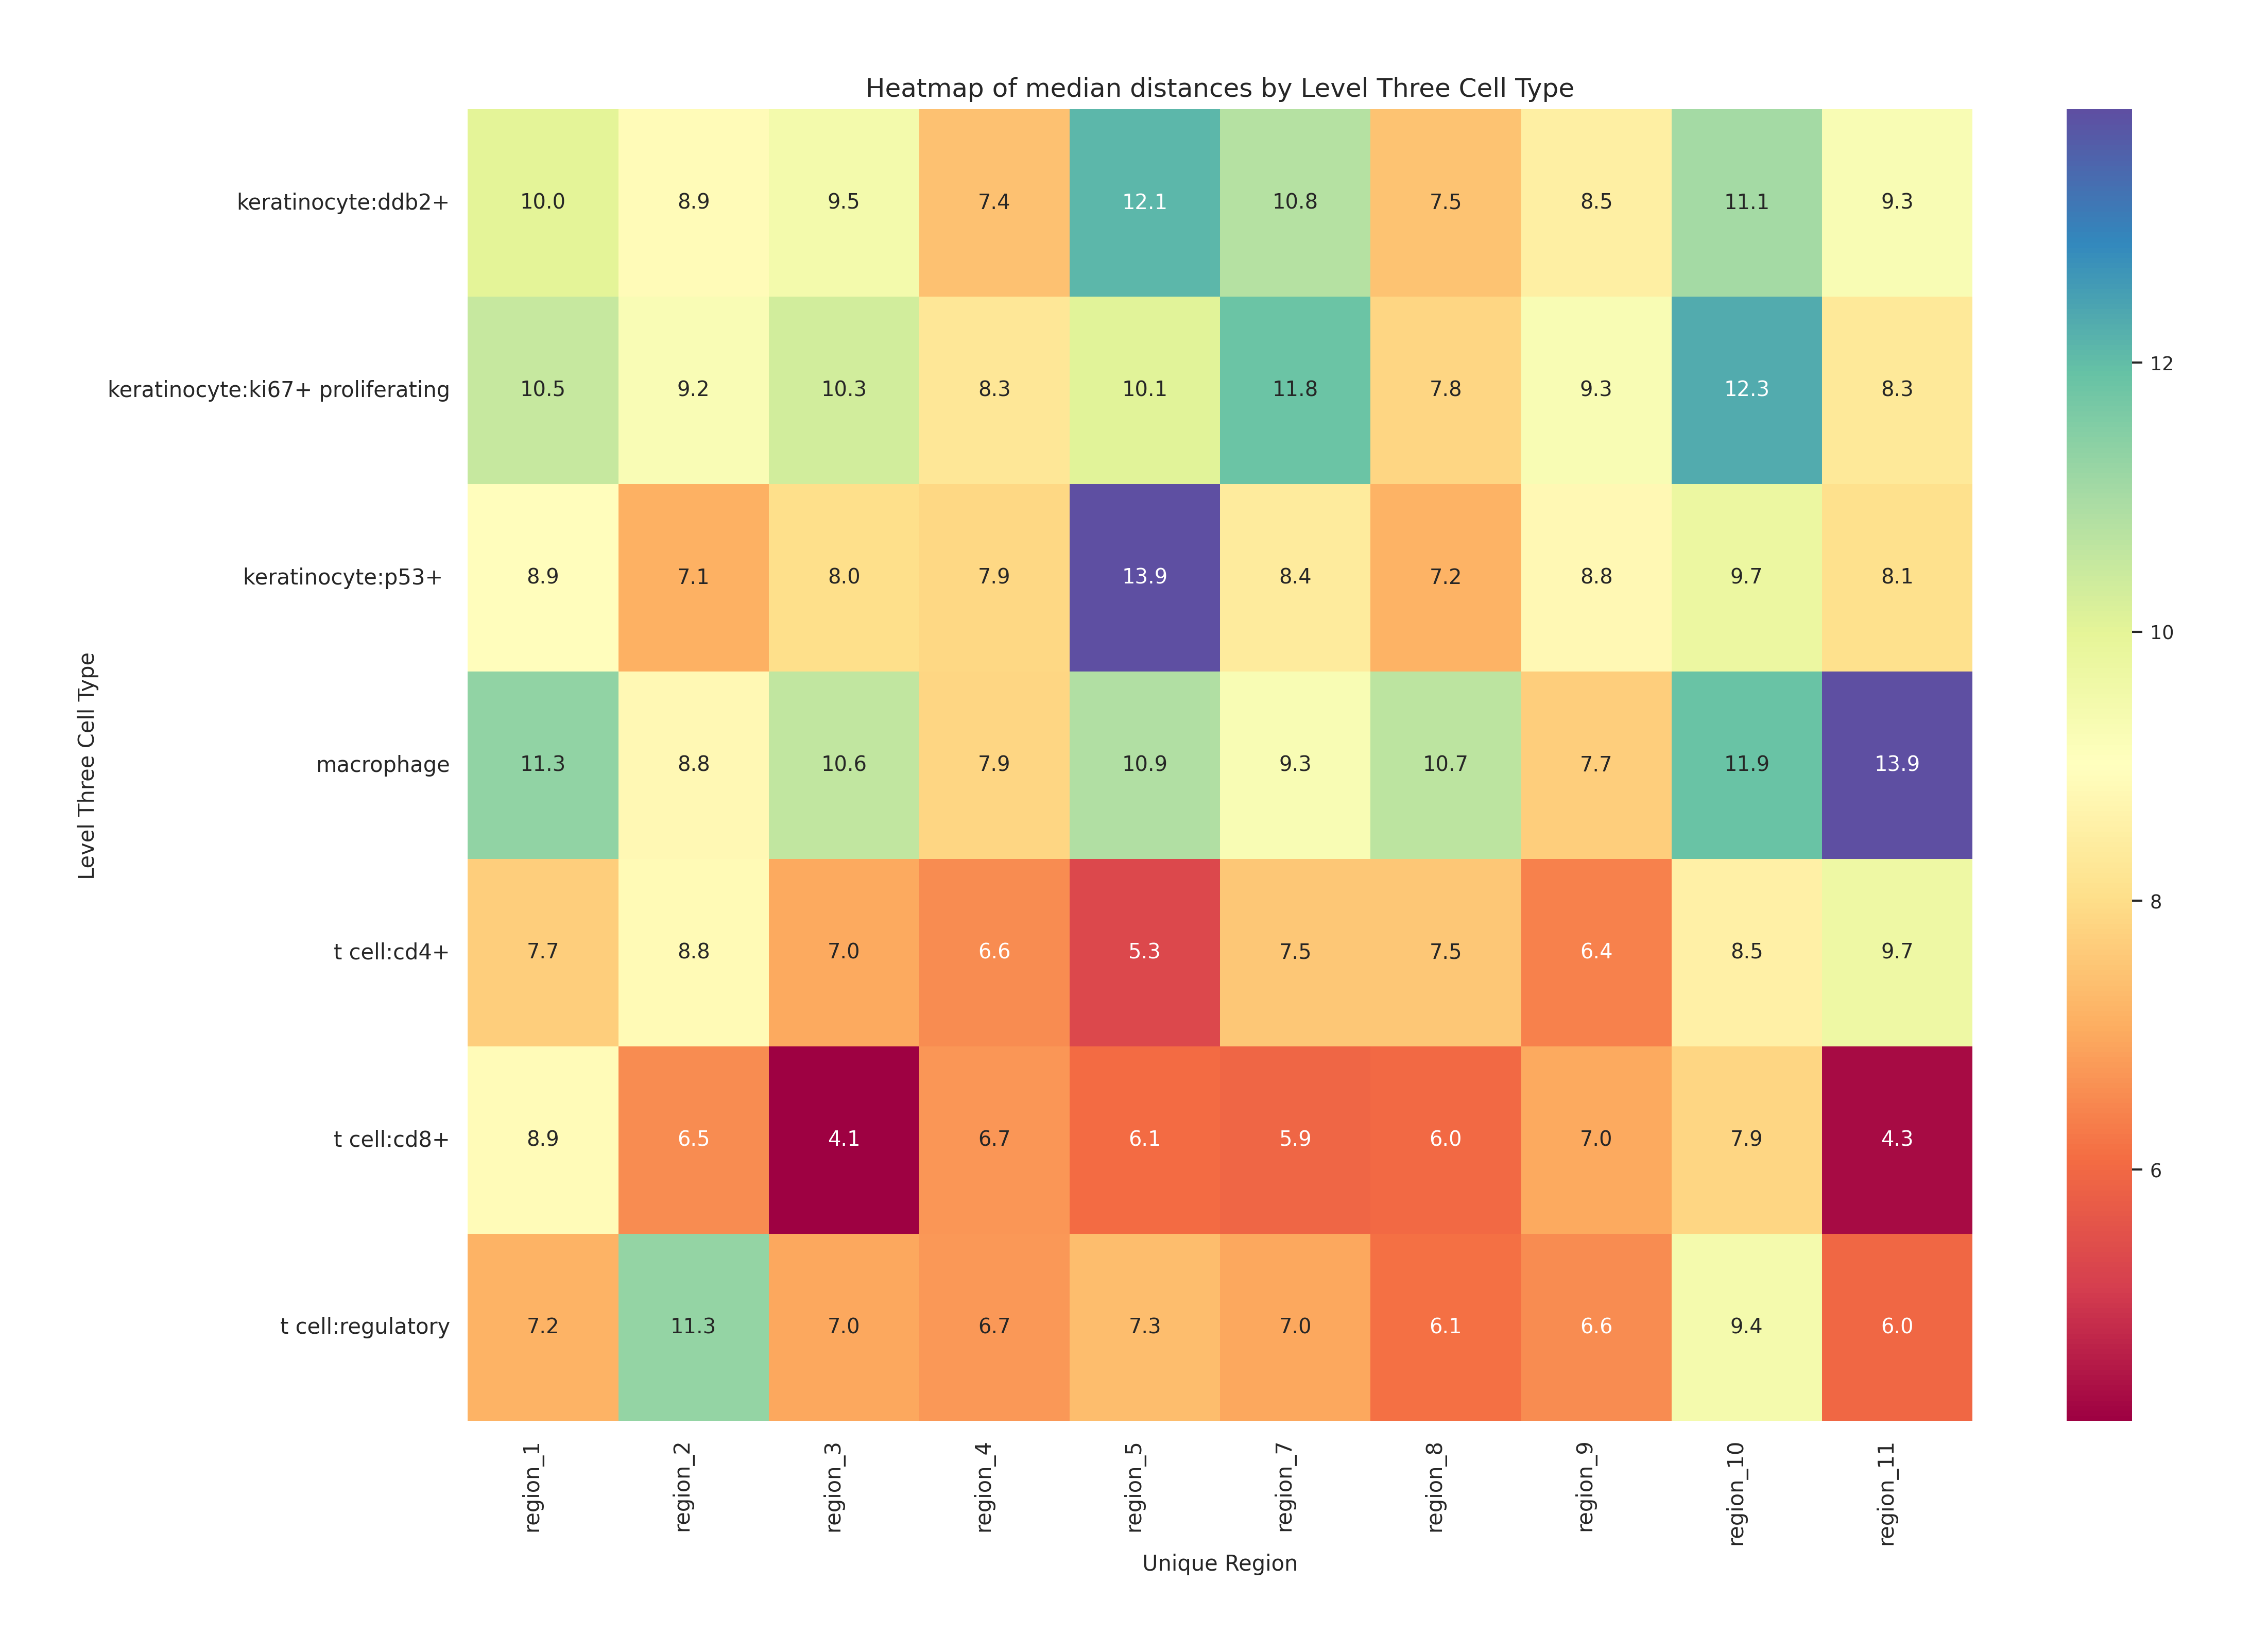 Heatmap of median distances by Level Three Cell Type
keratinocyte:ddb2+ 10.0 8.9 9.5 7.4 12.1 10.8 7.5 8.5 11.1 9.3
keratinocyte:ki67+ proliferating 10.5 9.2 10.3 8.3 10.1 11.8 7.8 9.3 12.3 8.3
keratinocyte:p53+ 8.9 7.1 8.0 7.9 13.9 8.4 7.2 8.8 9.7 8.1
macrophage 11.3 8.8 10.6 7.9 10.9 9.3 10.7 7.7 11.9 13.9
t cell:cd4+ 7.7 8.8 7.0 6.6 5.3 7.5 7.5 6.4 8.5 9.7
t cell:cd8+ 8.9 6.5 4.1 6.7 6.1 5.9 6.0 7.0 7.9 4.3
t cell:regulatory 7.2 11.3 7.0 6.7 7.3 7.0 6.1 6.6 9.4 6.0
Level Three Cell Type
region_1 region_2 region_3 region_4 region_5 region_7 region_8 region_9 region_10 region_11
Unique Region
12
10
8
6